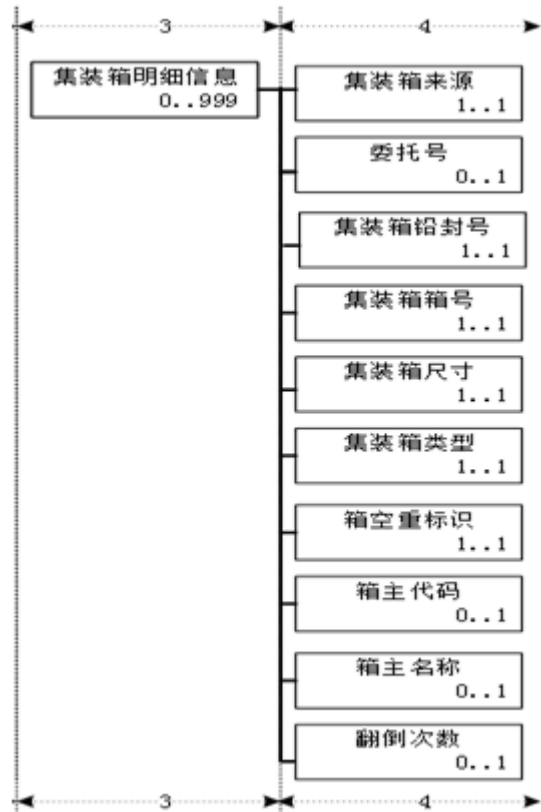 3
4
集装箱明细信息
0..999
集装箱来源
1..1
委托号
0..1
集装箱铅封号
1..1
集装箱箱号
1..1
集装箱尺寸
1..1
集装箱类型
1..1
箱空重标识
1..1
箱主代码
0..1
箱主名称
0..1
翻倒次数
0..1
3
4